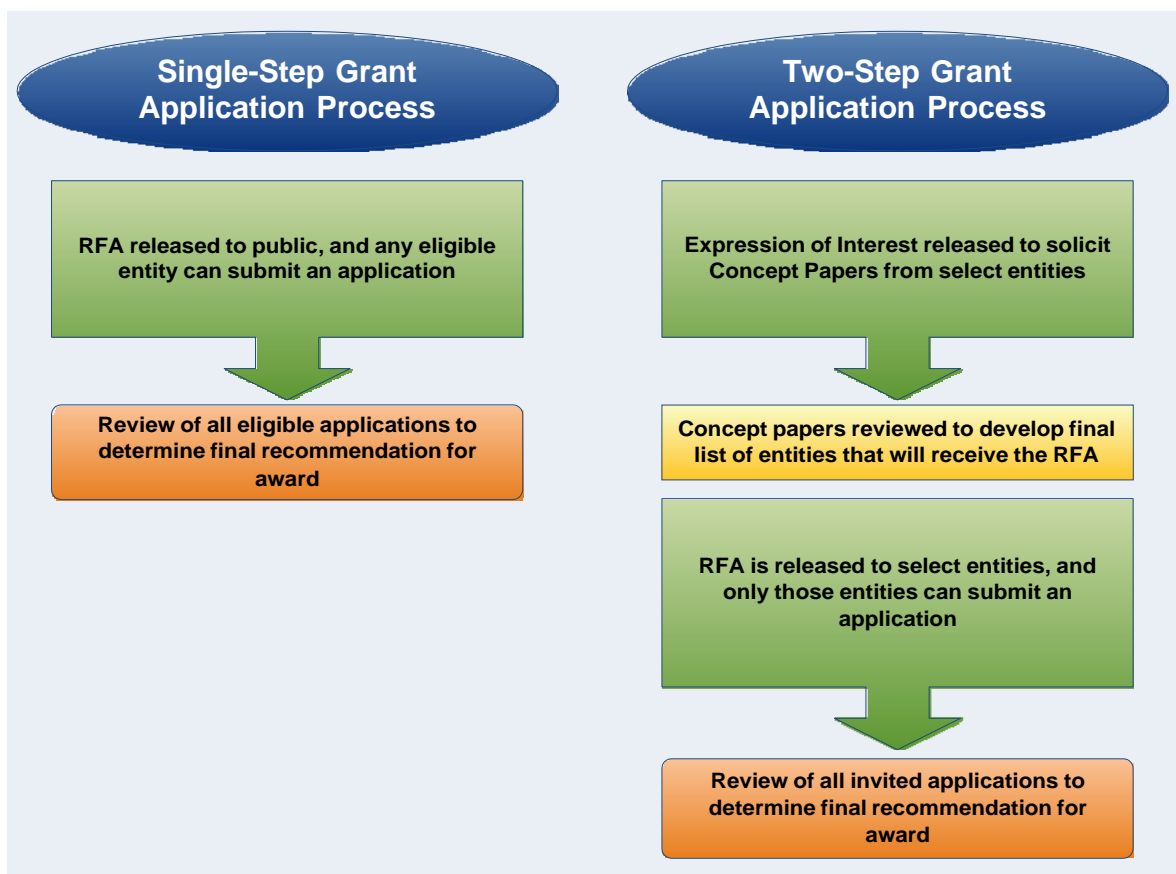 Single-Step Grant
Application Process
RFA released to public, and any eligible
entity can submit an application
Review of all eligible applications to
determine final recommendation for
award
Two-Step Grant
Application Process
Expression of Interest released to solicit
Concept Papers from select entities
Concept papers reviewed to develop final
list of entities that will receive the RFA
RFA is released to select entities, and
only those entities can submit an
application
Review of all invited applications to
determine final recommendation for
award